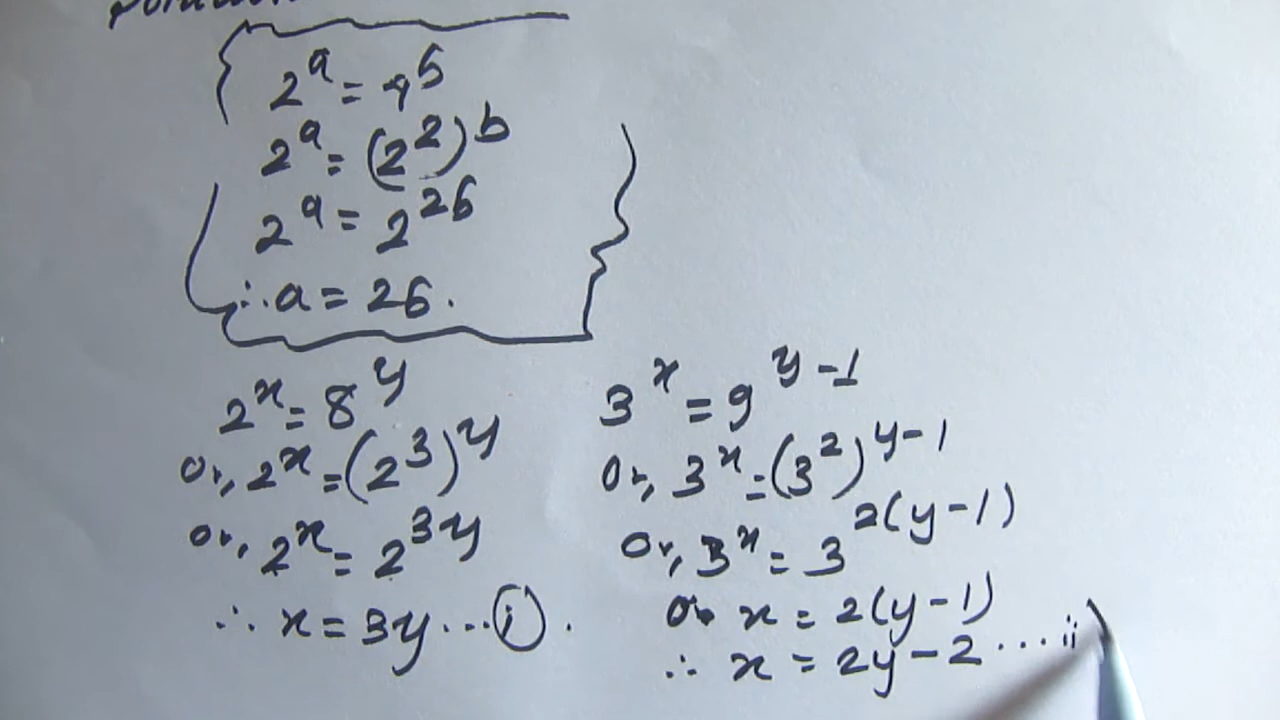 2^a = 4^b
2^a = (2^2)^b
2^a = 2^2b
∴ a = 2b.
2^x = 8^y
or, 2^x = (2^3)^y
or, 2^x = 2^3y
∴ x = 3y ... (i).
3^x = 9^y-1
or, 3^x = (3^2)^y-1
or, 3^x = 3^2(y-1)
or x = 2(y-1)
∴ x = 2y-2 ... ii